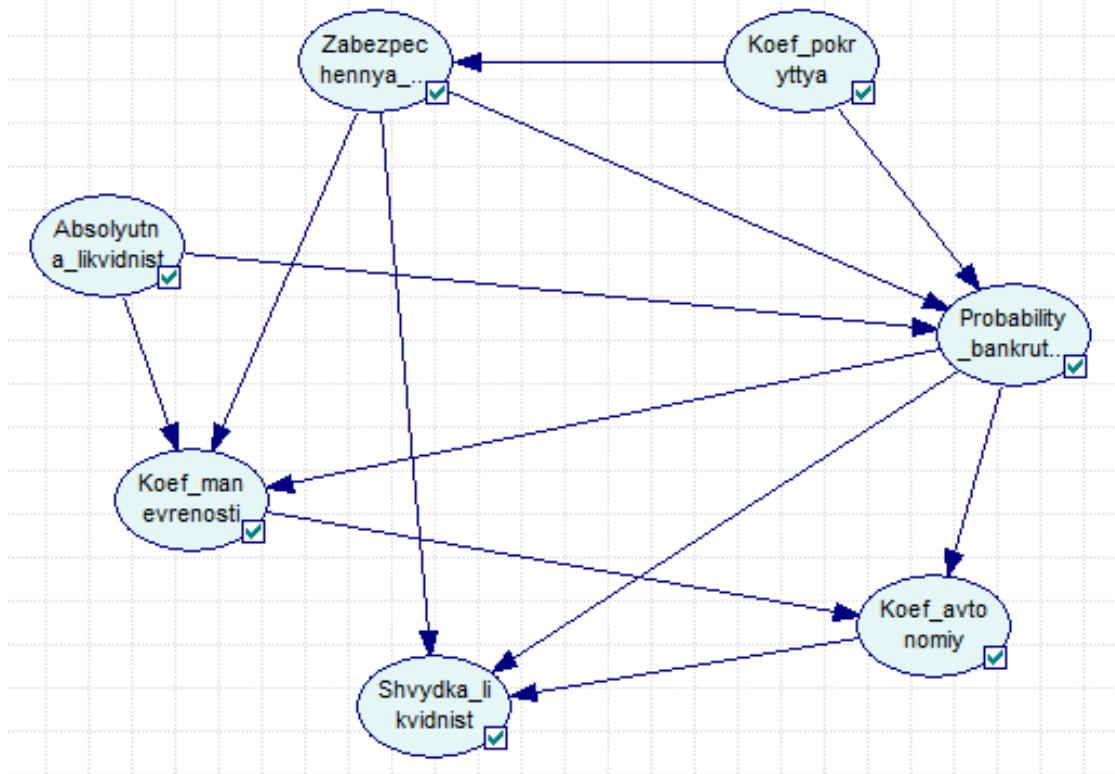 Zabezpec
hennya_...
Koef_pokr
yttya
Absolyutn
a_likvidnist
Probability
_bankrut...
Koef_man
evrenosti
Koef_avto
nomiy
Shvydka_li
kvidnist